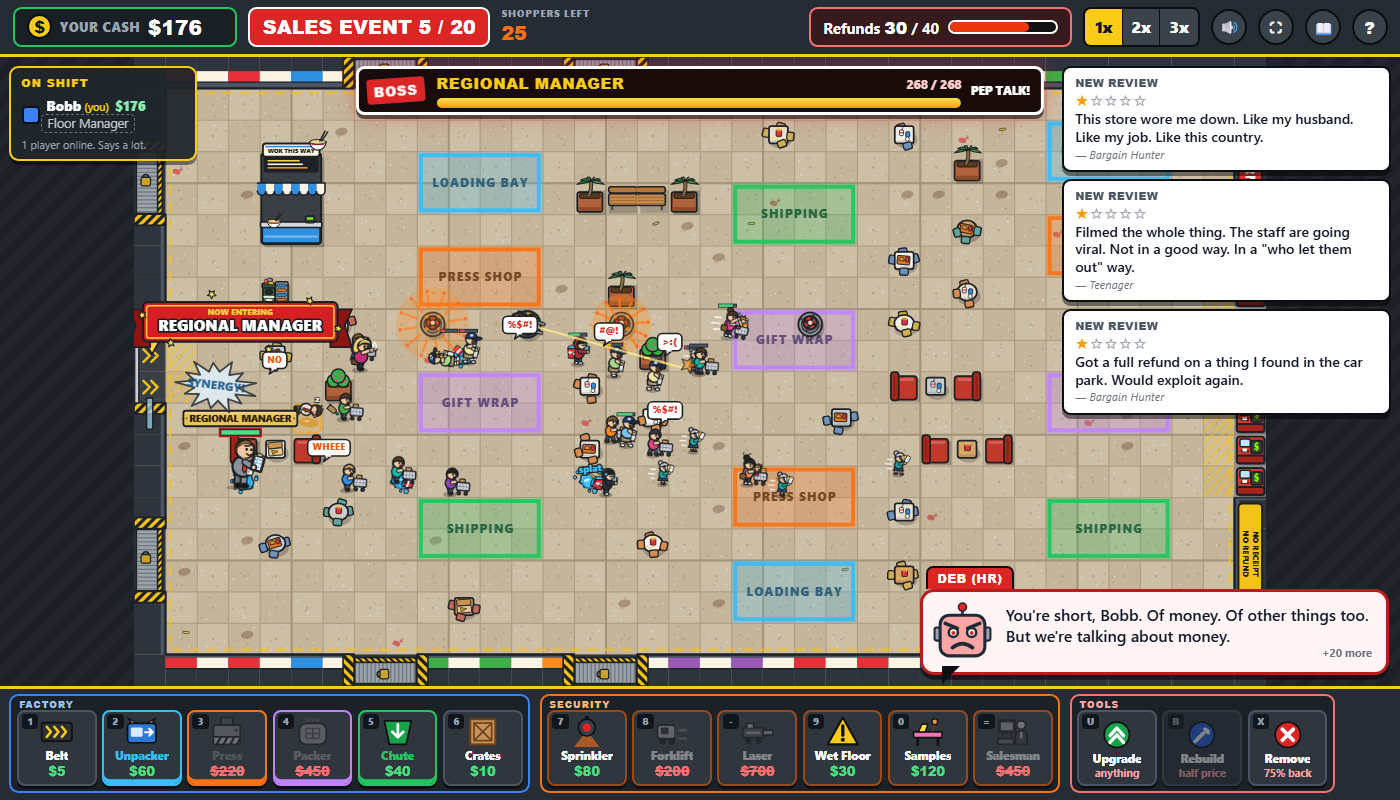 $
YOUR CASH $176
SALES EVENT 5 / 20
SHOPPERS LEFT
25
Refunds 30 / 40
1x
2x
3x
?
ON SHIFT
Bobb (you) $176
Floor Manager
1 player online. Says a lot.
BOSS
REGIONAL MANAGER
268 / 268
PEP TALK!
NEW REVIEW
This store wore me down. Like my husband.
Like my job. Like this country.
— Bargain Hunter
NEW REVIEW
Filmed the whole thing. The staff are going
viral. Not in a good way. In a "who let them
out" way.
— Teenager
NEW REVIEW
Got a full refund on a thing I found in the car
park. Would exploit again.
— Bargain Hunter
WOK THIS WAY
LOADING BAY
SHIPPING
PRESS SHOP
NOW ENTERING
REGIONAL MANAGER
%$#!
#@!
>:(
GIFT WRAP
NO
SYNERGY
GIFT WRAP
REGIONAL MANAGER
%$#!
WHEEE
splat
PRESS SHOP
SHIPPING
SHIPPING
LOADING BAY
NO RECEIPT
NO REFUND
DEB (HR)
You're short, Bobb. Of money. Of other things too.
But we're talking about money.
+20 more
FACTORY
1
Belt
$5
2
Unpacker
$60
3
Press
$220
4
Packer
$450
5
Chute
$40
6
Crates
$10
SECURITY
7
Sprinkler
$80
8
Forklift
$200
-
Laser
$700
9
Wet Floor
$30
0
Samples
$120
=
Salesman
$450
TOOLS
U
Upgrade
anything
B
Rebuild
half price
X
Remove
75% back